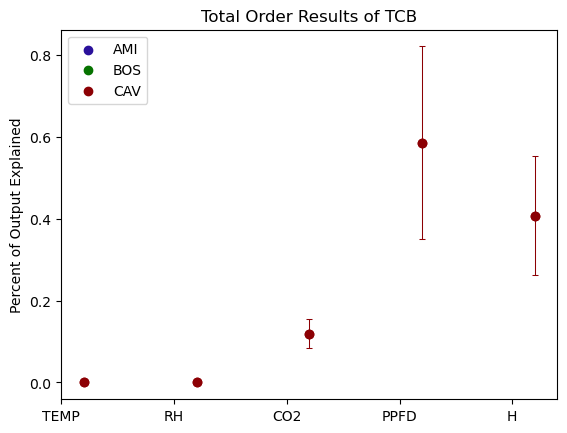 Total Order Results of TCB
AMI
BOS
CAV
Percent of Output Explained
0.8
0.6
0.4
0.2
0.0
TEMP RH CO2 PPFD H